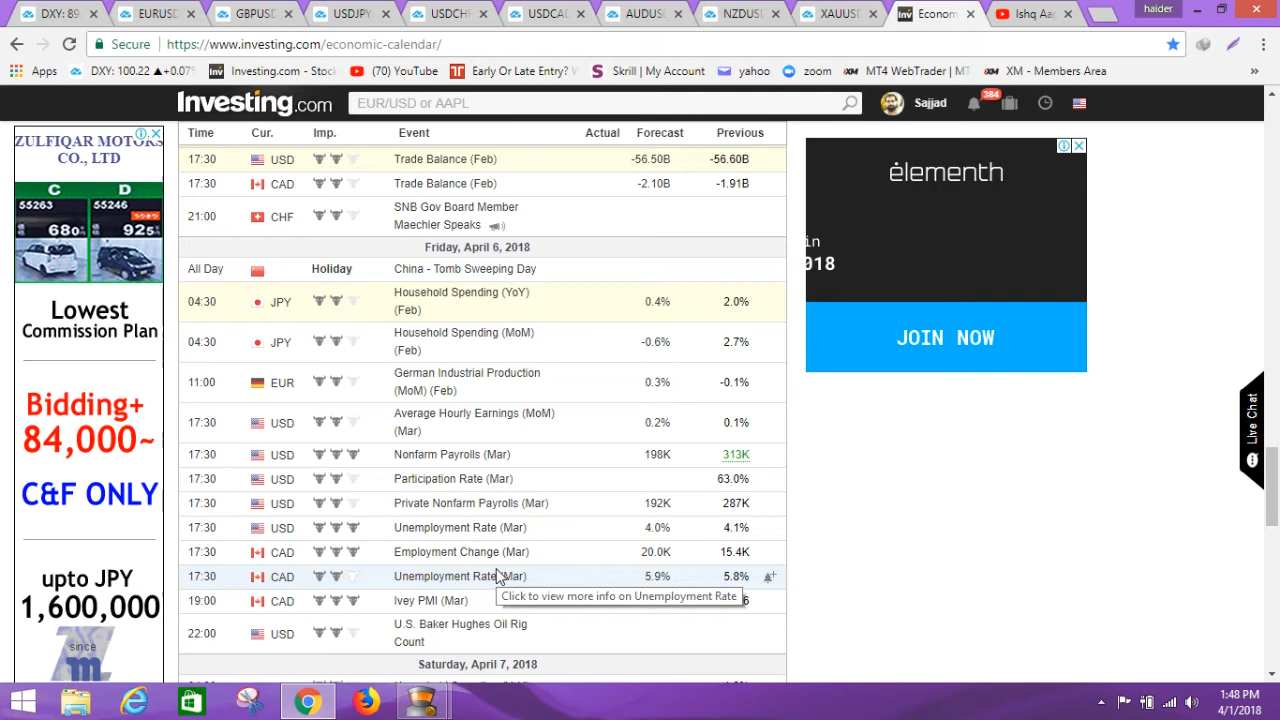 DXY: 89
EURUSD
GBPUSD
USDJPY
USDCHF
USDCAD
AUDUSD
NZDUSD
XAUUSD
Econom
Ishq Aap
haider
Secure
https://www.investing.com/economic-calendar/
Apps
DXY: 100.22 ▲+0.07%
Investing.com - Stock
(70) YouTube
Early Or Late Entry? V
Skrill | My Account
yahoo
zoom
MT4 WebTrader | MT
XM - Members Area
Investing.com
EUR/USD or AAPL
Sajjad
384
ZULFIQAR MOTORS
CO., LTD
C D
55263
680
55246
925
Lowest
Commission Plan
Bidding+
84,000~
C&F ONLY
upto JPY
1,600,000
since
Time Cur. Imp. Event Actual Forecast Previous
17:30 USD Trade Balance (Feb) -56.50B -56.60B
17:30 CAD Trade Balance (Feb) -2.10B -1.91B
21:00 CHF SNB Gov Board Member
Maechler Speaks
Friday, April 6, 2018
All Day Holiday China - Tomb Sweeping Day
04:30 JPY Household Spending (YoY)
(Feb) 0.4% 2.0%
04:30 JPY Household Spending (MoM)
(Feb) -0.6% 2.7%
11:00 EUR German Industrial Production
(MoM) (Feb) 0.3% -0.1%
17:30 USD Average Hourly Earnings (MoM)
(Mar) 0.2% 0.1%
17:30 USD Nonfarm Payrolls (Mar) 198K 313K
17:30 USD Participation Rate (Mar) 63.0%
17:30 USD Private Nonfarm Payrolls (Mar) 192K 287K
17:30 USD Unemployment Rate (Mar) 4.0% 4.1%
17:30 CAD Employment Change (Mar) 20.0K 15.4K
17:30 CAD Unemployment Rate (Mar) 5.9% 5.8%
Click to view more info on Unemployment Rate
19:00 CAD Ivey PMI (Mar) 6
22:00 USD U.S. Baker Hughes Oil Rig
Count
Saturday, April 7, 2018
elementh
in
018
JOIN NOW
Live Chat
1:48 PM
4/1/2018